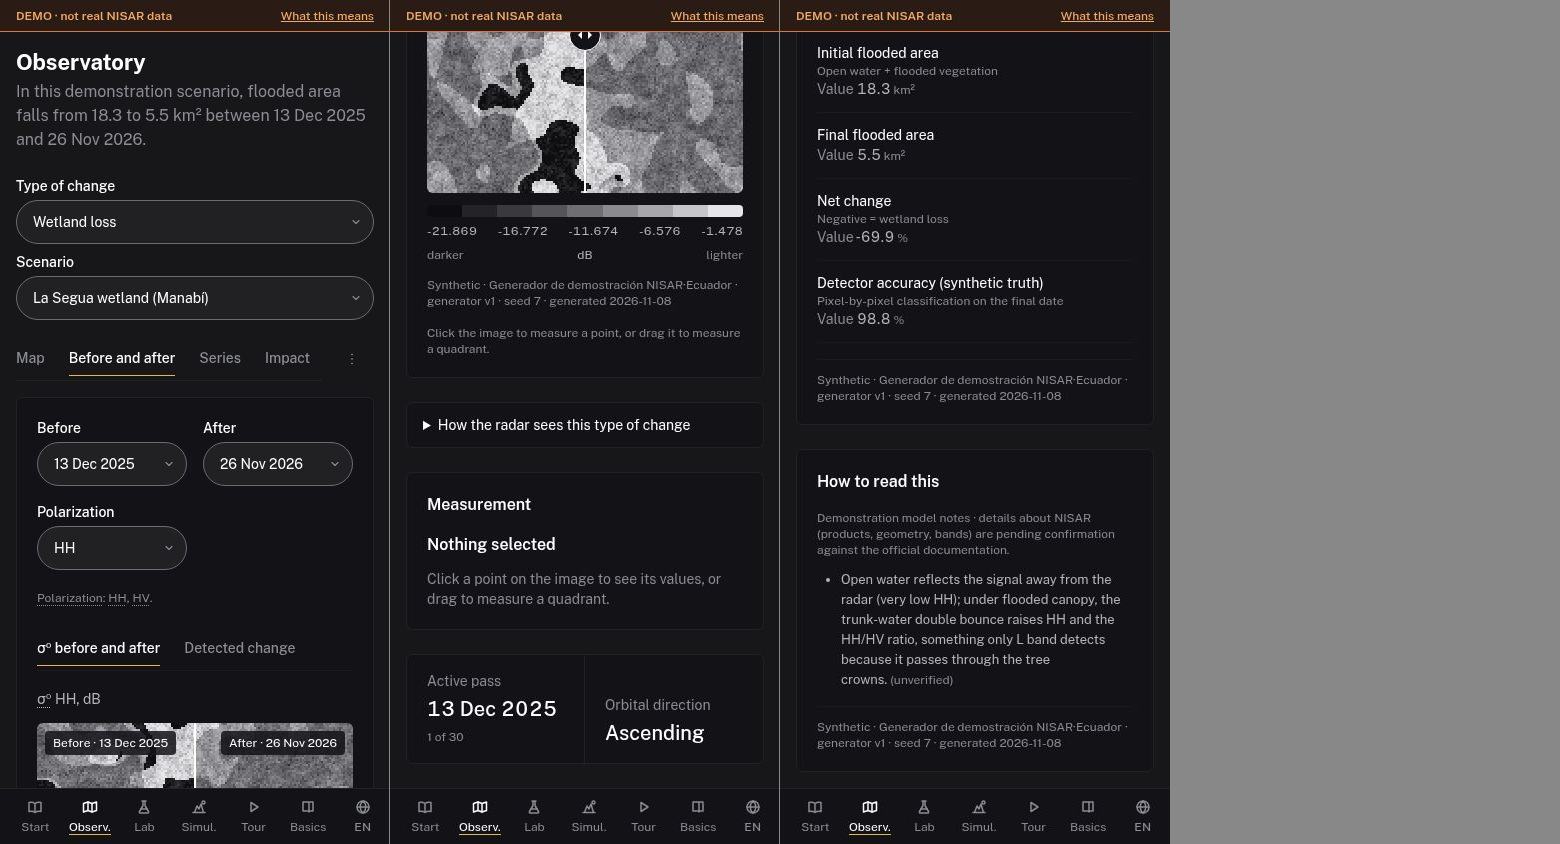 DEMO · not real NISAR data
What this means
Observatory
In this demonstration scenario, flooded area
falls from 18.3 to 5.5 km² between 13 Dec 2025
and 26 Nov 2026.
Type of change
Wetland loss
Scenario
La Segua wetland (Manabí)
Map
Before and after
Series
Impact
Before
After
13 Dec 2025
26 Nov 2026
Polarization
HH
Polarization: HH, HV.
σº before and after
Detected change
σº HH, dB
Before · 13 Dec 2025
After · 26 Nov 2026
Start
Observ.
Lab
Simul.
Tour
Basics
EN
DEMO · not real NISAR data
What this means
-21.869
-16.772
-11.674
-6.576
-1.478
darker
dB
lighter
Synthetic · Generador de demostración NISAR·Ecuador ·
generator v1 · seed 7 · generated 2026-11-08
Click the image to measure a point, or drag it to measure
a quadrant.
How the radar sees this type of change
Measurement
Nothing selected
Click a point on the image to see its values, or
drag to measure a quadrant.
Active pass
13 Dec 2025
1 of 30
Orbital direction
Ascending
Start
Observ.
Lab
Simul.
Tour
Basics
EN
DEMO · not real NISAR data
What this means
Initial flooded area
Open water + flooded vegetation
Value 18.3 km²
Final flooded area
Value 5.5 km²
Net change
Negative = wetland loss
Value -69.9 %
Detector accuracy (synthetic truth)
Pixel-by-pixel classification on the final date
Value 98.8 %
Synthetic · Generador de demostración NISAR·Ecuador ·
generator v1 · seed 7 · generated 2026-11-08
How to read this
Demonstration model notes · details about NISAR
(products, geometry, bands) are pending confirmation
against the official documentation.
• Open water reflects the signal away from the
radar (very low HH); under flooded canopy, the
trunk-water double bounce raises HH and the
HH/HV ratio, something only L band detects
because it passes through the tree
crowns. (unverified)
Synthetic · Generador de demostración NISAR·Ecuador ·
generator v1 · seed 7 · generated 2026-11-08
Start
Observ.
Lab
Simul.
Tour
Basics
EN